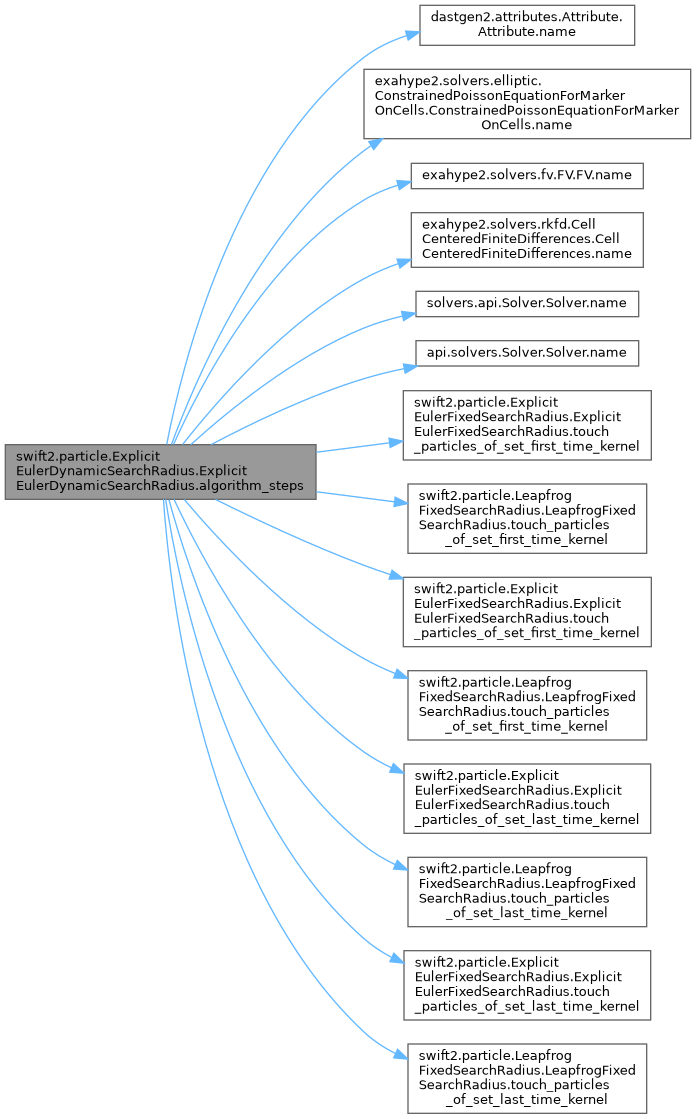 dastgen2.attributes.Attribute.
Attribute.name
exahype2.solvers.elliptic.
ConstrainedPoissonEquationForMarker
OnCells.ConstrainedPoissonEquationForMarker
OnCells.name
exahype2.solvers.fv.FV.FV.name
exahype2.solvers.rkfd.Cell
CenteredFiniteDifferences.Cell
CenteredFiniteDifferences.name
solvers.api.Solver.Solver.name
api.solvers.Solver.Solver.name
swift2.particle.Explicit
EulerFixedSearchRadius.Explicit
EulerFixedSearchRadius.touch
_particles_of_set_first_time_kernel
swift2.particle.Explicit
EulerDynamicSearchRadius.Explicit
EulerDynamicSearchRadius.algorithm_steps
swift2.particle.Leapfrog
FixedSearchRadius.LeapfrogFixed
SearchRadius.touch_particles
_of_set_first_time_kernel
swift2.particle.Explicit
EulerFixedSearchRadius.Explicit
EulerFixedSearchRadius.touch
_particles_of_set_first_time_kernel
swift2.particle.Leapfrog
FixedSearchRadius.LeapfrogFixed
SearchRadius.touch_particles
_of_set_first_time_kernel
swift2.particle.Explicit
EulerFixedSearchRadius.Explicit
EulerFixedSearchRadius.touch
_particles_of_set_last_time_kernel
swift2.particle.Leapfrog
FixedSearchRadius.LeapfrogFixed
SearchRadius.touch_particles
_of_set_last_time_kernel
swift2.particle.Explicit
EulerFixedSearchRadius.Explicit
EulerFixedSearchRadius.touch
_particles_of_set_last_time_kernel
swift2.particle.Leapfrog
FixedSearchRadius.LeapfrogFixed
SearchRadius.touch_particles
_of_set_last_time_kernel